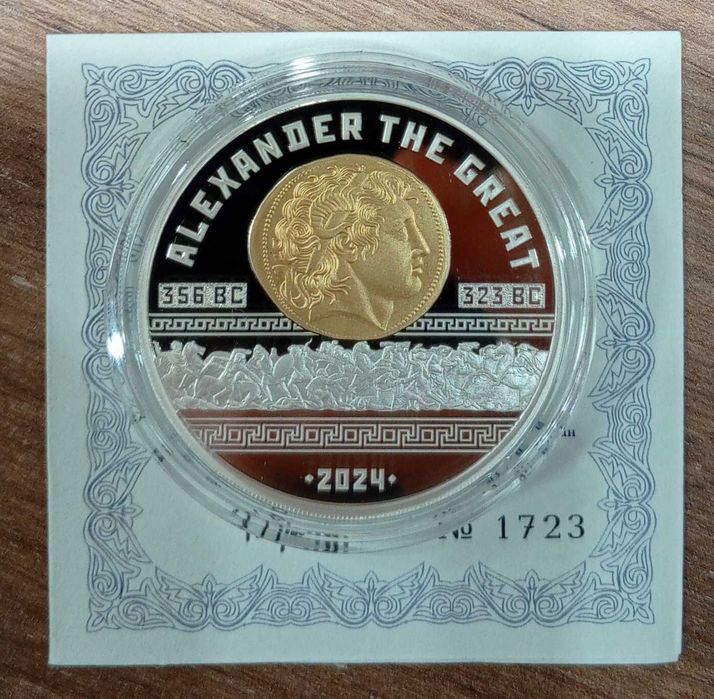 ALEXANDER THE GREAT
356 BC
323 BC
·2024·
№ 1723